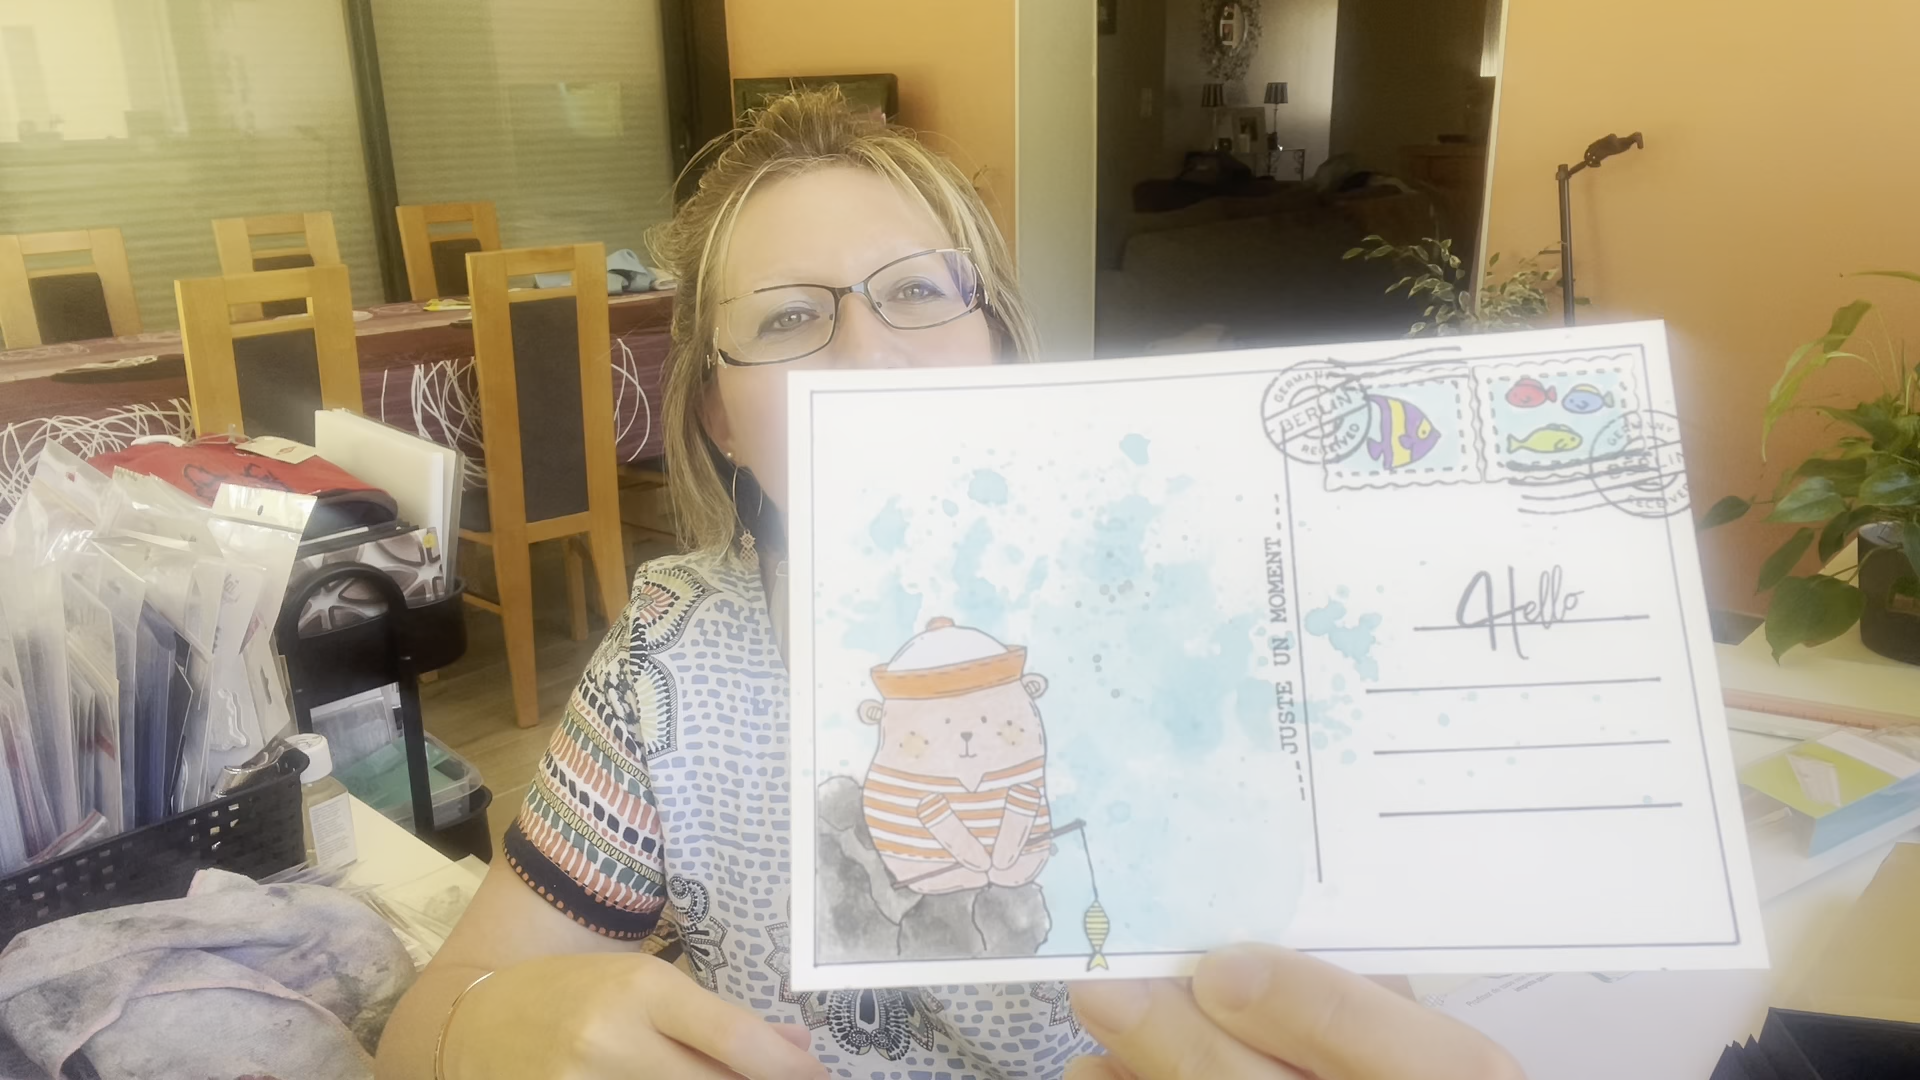 GERMANY
BERLIN
RECEIVED
GERMANY
BERLIN
RECEIVED
JUSTE UN MOMENT
Hello